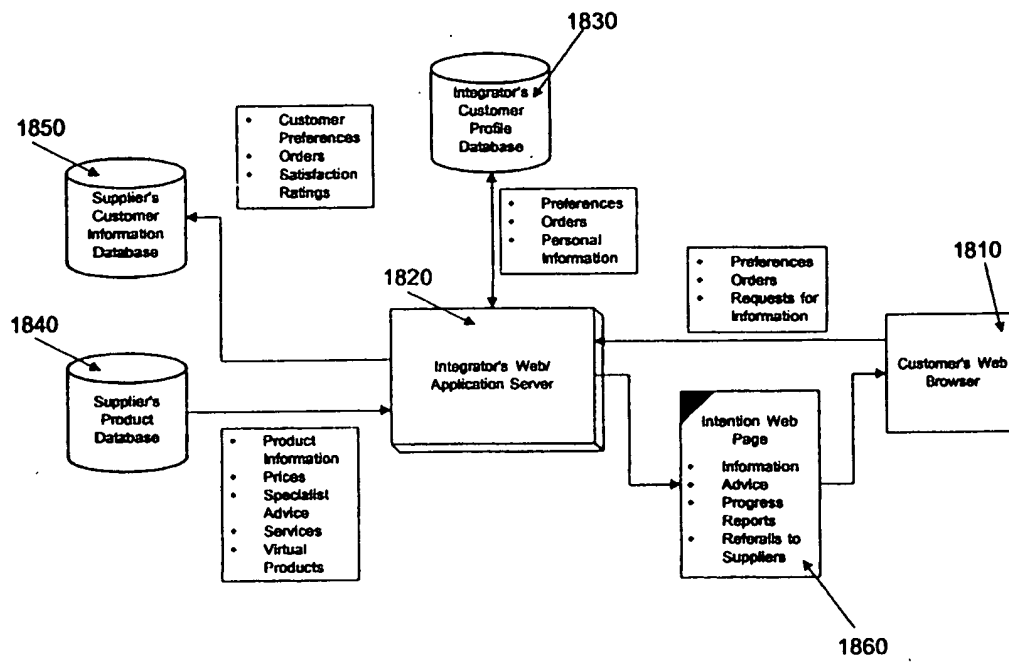 1830
Integrator's
Customer
Profile
Database
1850
• Customer
Preferences
• Orders
• Satisfaction
Ratings
Supplier's
Customer
Information
Database
• Preferences
• Orders
• Personal
Information
1820
• Preferences
• Orders
• Requests for
Information
1810
1840
Integrator's Web/
Application Server
Customer's Web
Browser
Supplier's
Product
Database
• Product
Information
• Prices
• Specialist
Advice
• Services
• Virtual
Products
Intention Web
Page
• Information
• Advice
• Progress
Reports
• Referalls to
Suppliers
1860